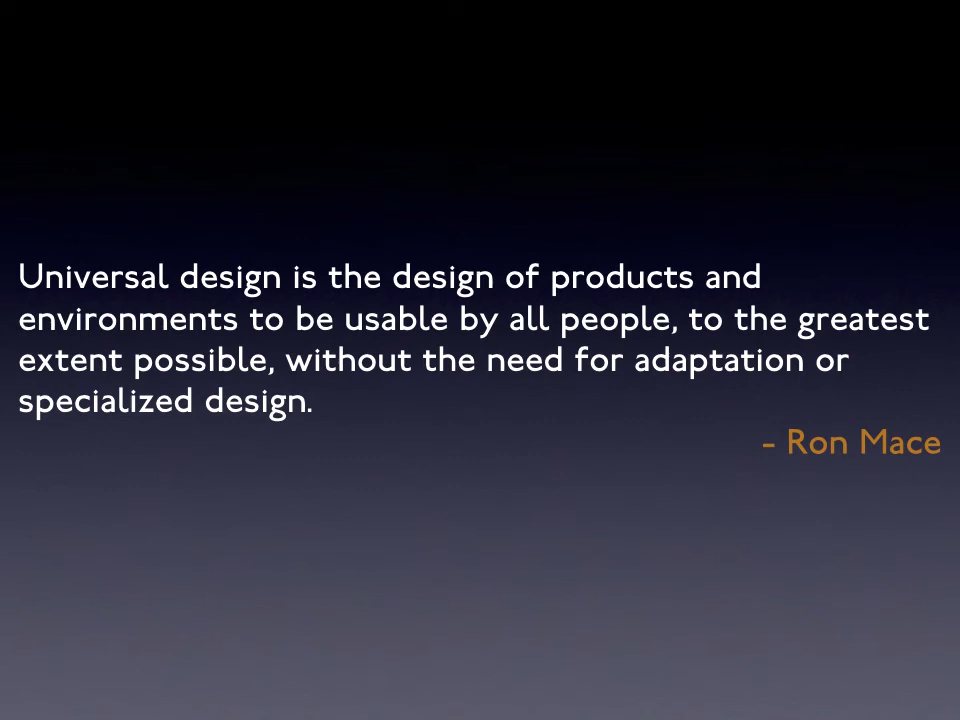 Universal design is the design of products and
environments to be usable by all people, to the greatest
extent possible, without the need for adaptation or
specialized design.
- Ron Mace